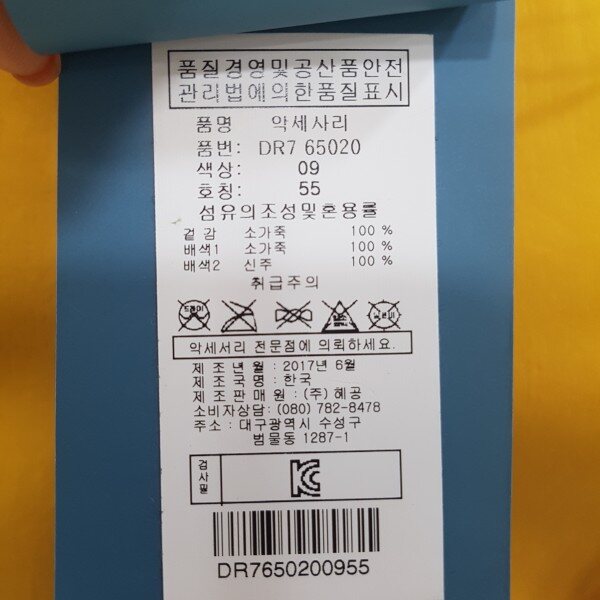 품질경영및공산품안전
관리법에의한품질표시
품명 악세사리
품번: DR7 65020
색상: 09
호칭: 55
섬유의조성및혼용률
겉감 소가죽 100 %
배색1 소가죽 100 %
배색2 신주 100 %
취급주의
드라이
악세서리 전문점에 의뢰하세요.
제조년월: 2017년 6월
제조국명: 한국
제조판매원: (주) 혜공
소비자상담: (080) 782-8478
주소: 대구광역시 수성구
범물동 1287-1
검사필
DR7650200955